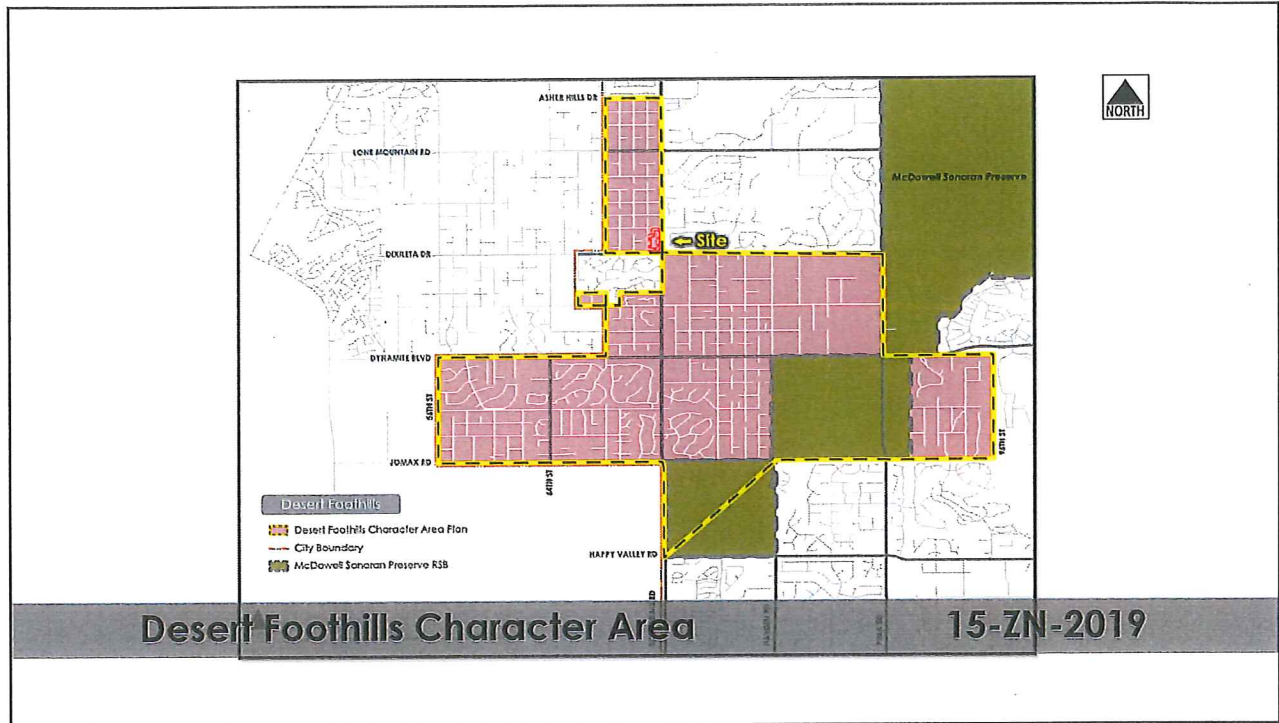 NORTH
ASHER HILLS DR
LONE MOUNTAIN RD
McDowell Sonoran Preserve
Site
DIXILETA DR
DYNAMITE BLVD
56TH ST
JOMAX RD
64TH ST
96TH ST
Desert Foothills
Desert Foothills Character Area Plan
City Boundary
McDowell Sonoran Preserve RSB
HAPPY VALLEY RD
Desert Foothills Character Area
15-ZN-2019